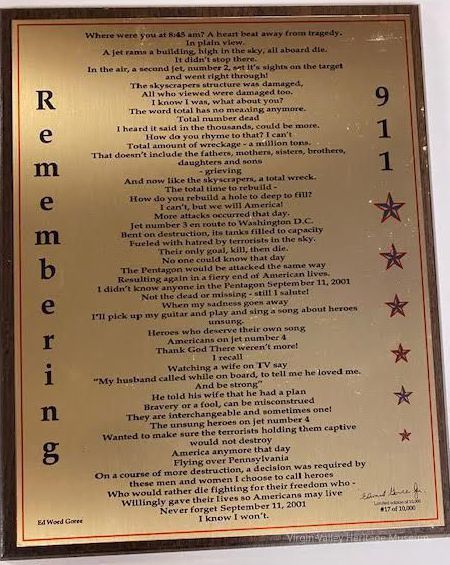 Where were you at 8:45 am? A heart beat away from tragedy.
In plain view.
A jet rams a building, high in the sky, all aboard die.
It didn't stop there.
In the air, a second jet, number 2, set it's sights on the target
and went right through!
The skyscrapers structure was damaged,
All who viewed were damaged too.
I know I was, what about you?
The word total has no meaning anymore.
Total number dead
I heard it said in the thousands, could be more.
How do you rhyme to that? I can't
Total amount of wreckage - a million tons.
That doesn't include the fathers, mothers, sisters, brothers,
daughters and sons
- grieving
And now like the skyscrapers, a total wreck.
The total time to rebuild -
How do you rebuild a hole to deep to fill?
I can't, but we will America!
More attacks occurred that day.
Jet number 3 en route to Washington D.C.
Bent on destruction, its tanks filled to capacity
Fueled with hatred by terrorists in the sky.
Their only goal, kill, then die.
No one could know that day
The Pentagon would be attacked the same way
Resulting again in a fiery end of American lives.
I didn't know anyone in the Pentagon September 11, 2001
Not the dead or missing - still I salute!
When my sadness goes away
I'll pick up my guitar and play and sing a song about heroes
unsung.
Heroes who deserve their own song
Americans on jet number 4
Thank God There weren't more!
I recall
Watching a wife on TV say
"My husband called while on board, to tell me he loved me.
And be strong"
He told his wife that he had a plan
Bravery or a fool, can be misconstrued
They are interchangeable and sometimes one!
The unsung heroes on jet number 4
Wanted to make sure the terrorists holding them captive
would not destroy
America anymore that day
Flying over Pennsylvania
On a course of more destruction, a decision was required by
these men and women I choose to call heroes
Who would rather die fighting for their freedom who -
Willingly gave their lives so Americans may live
Never forget September 11, 2001
I know I won't.
Remembering
911
Ed Word Goree
Limited edition of 10,000
#17 of 10,000
Virgin Valley Heritage Museum